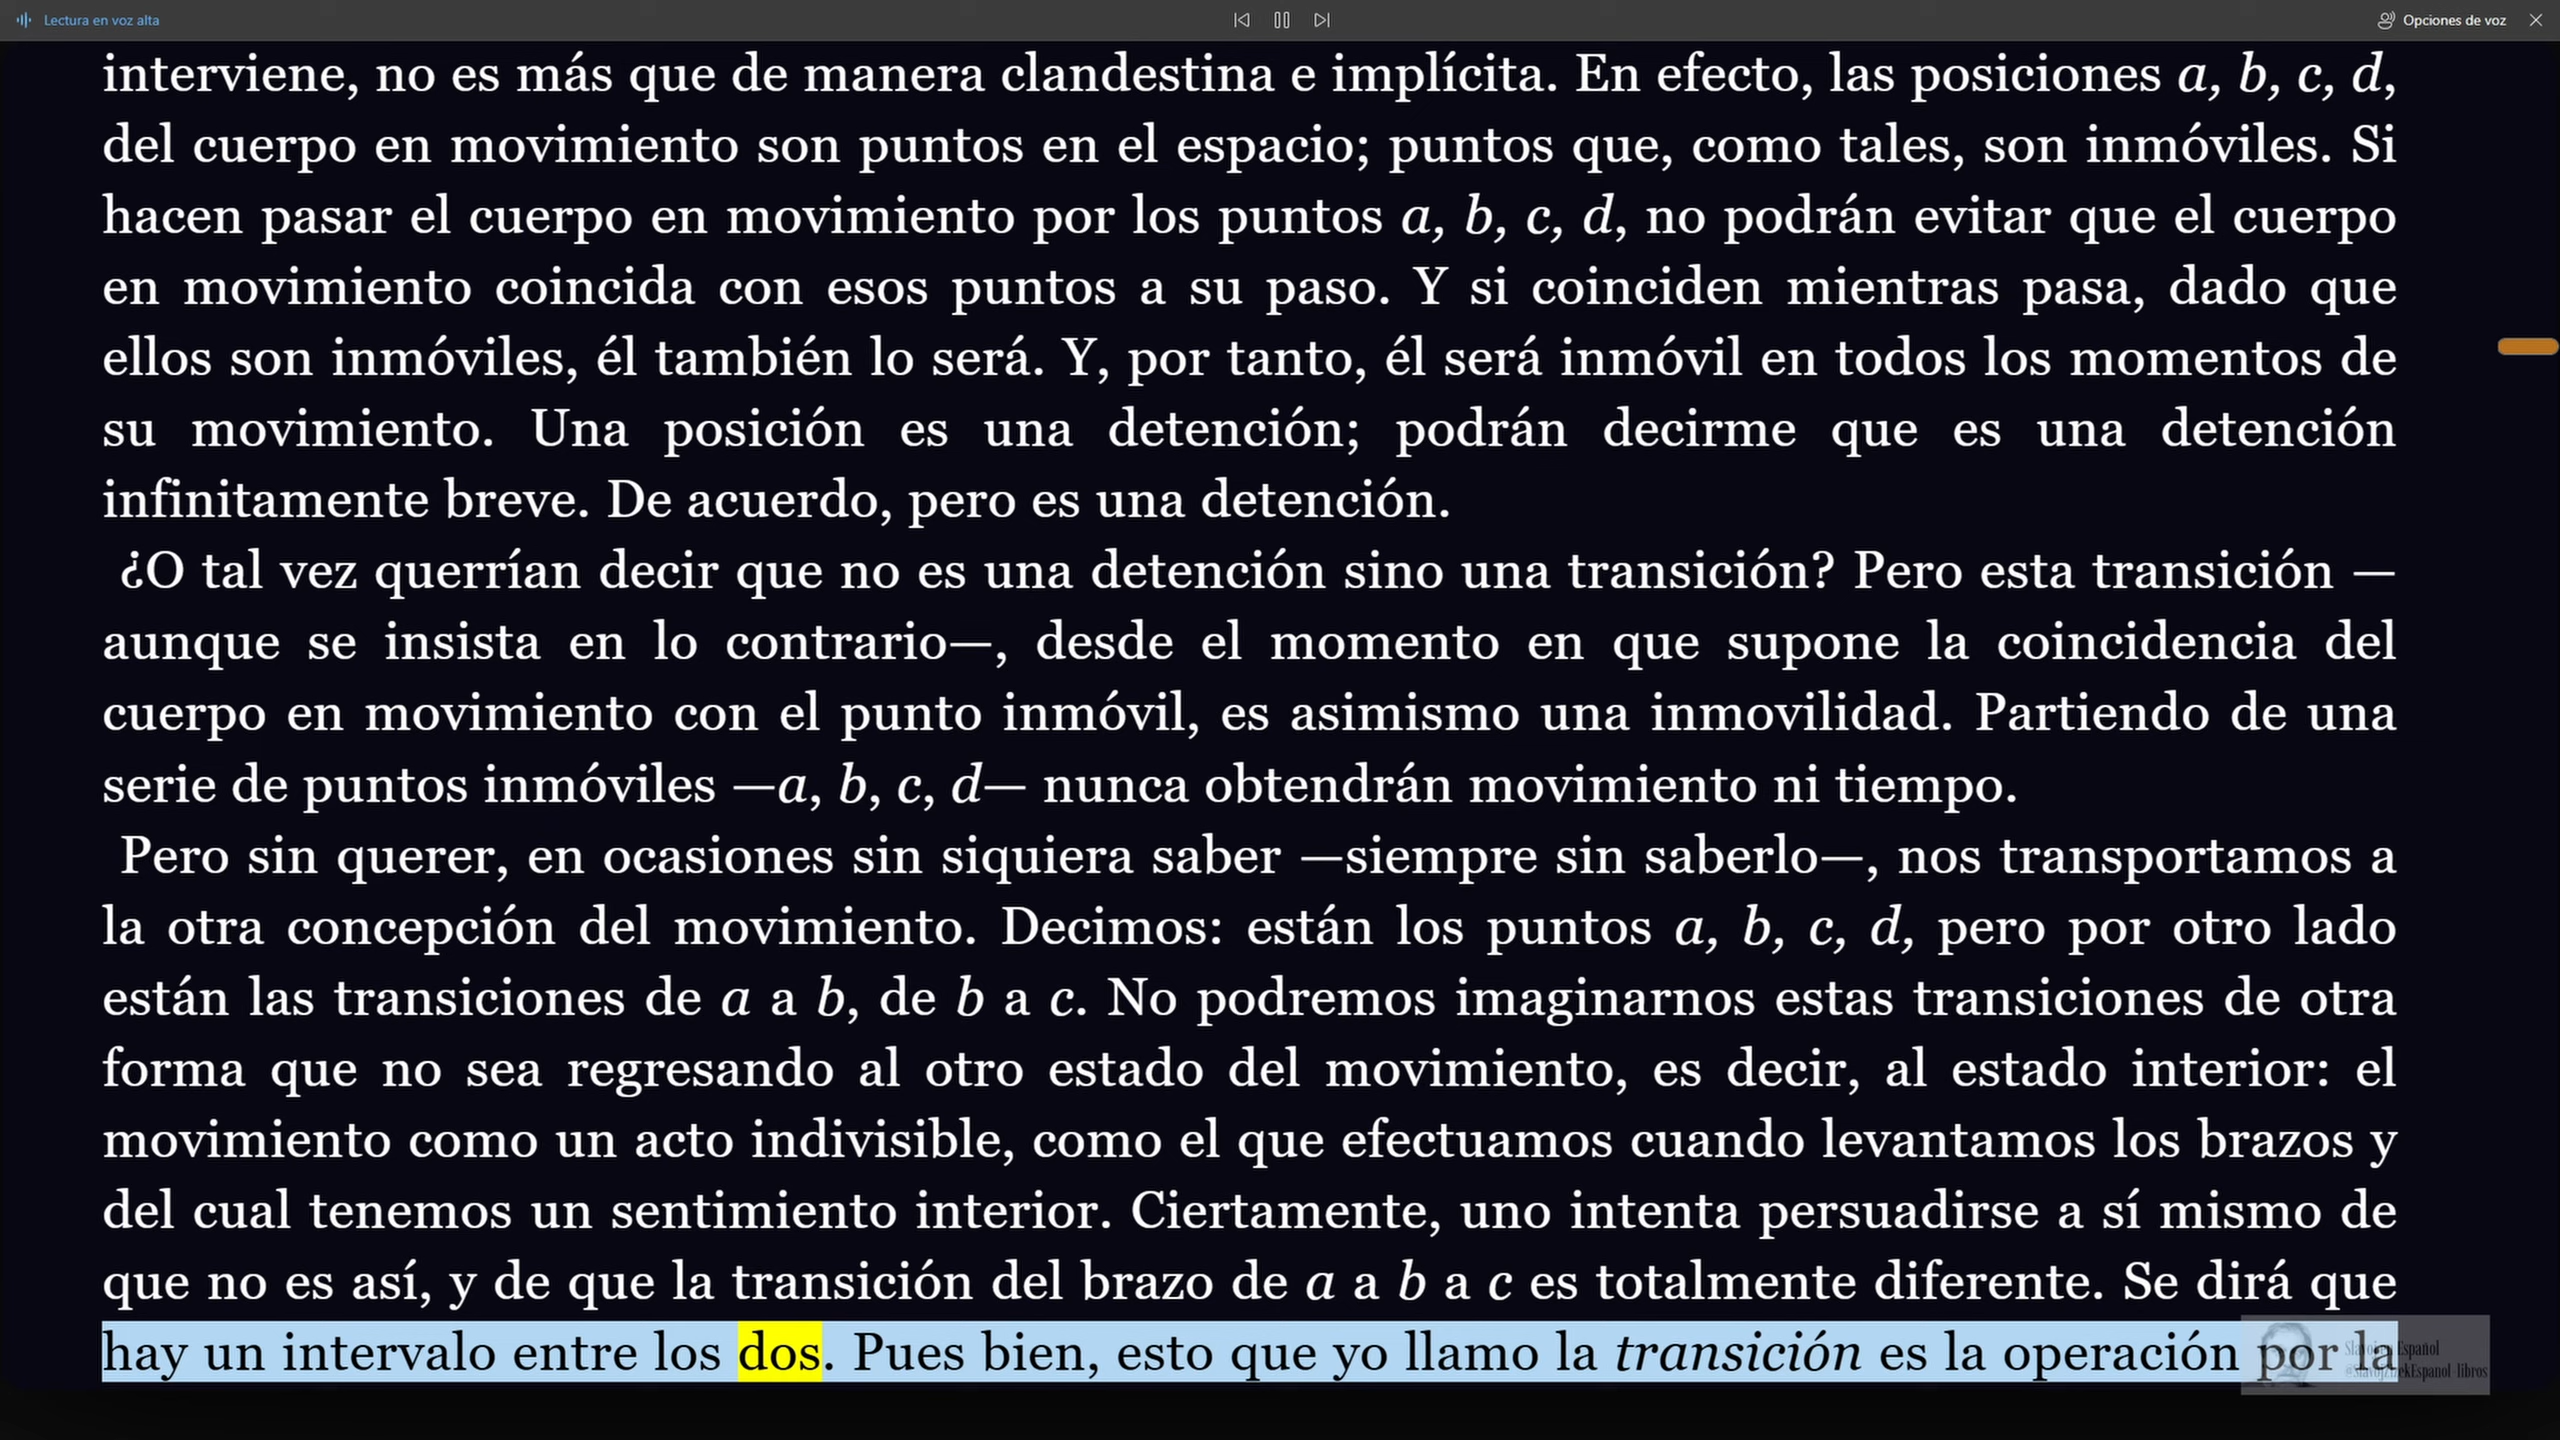 Lectura en voz alta
Opciones de voz
interviene, no es más que de manera clandestina e implícita. En efecto, las posiciones a, b, c, d,
del cuerpo en movimiento son puntos en el espacio; puntos que, como tales, son inmóviles. Si
hacen pasar el cuerpo en movimiento por los puntos a, b, c, d, no podrán evitar que el cuerpo
en movimiento coincida con esos puntos a su paso. Y si coinciden mientras pasa, dado que
ellos son inmóviles, él también lo será. Y, por tanto, él será inmóvil en todos los momentos de
su movimiento. Una posición es una detención; podrán decirme que es una detención
infinitamente breve. De acuerdo, pero es una detención.
¿O tal vez querrían decir que no es una detención sino una transición? Pero esta transición —
aunque se insista en lo contrario—, desde el momento en que supone la coincidencia del
cuerpo en movimiento con el punto inmóvil, es asimismo una inmovilidad. Partiendo de una
serie de puntos inmóviles —a, b, c, d— nunca obtendrán movimiento ni tiempo.
Pero sin querer, en ocasiones sin siquiera saber —siempre sin saberlo—, nos transportamos a
la otra concepción del movimiento. Decimos: están los puntos a, b, c, d, pero por otro lado
están las transiciones de a a b, de b a c. No podremos imaginarnos estas transiciones de otra
forma que no sea regresando al otro estado del movimiento, es decir, al estado interior: el
movimiento como un acto indivisible, como el que efectuamos cuando levantamos los brazos y
del cual tenemos un sentimiento interior. Ciertamente, uno intenta persuadirse a sí mismo de
que no es así, y de que la transición del brazo de a a b a c es totalmente diferente. Se dirá que
hay un intervalo entre los dos. Pues bien, esto que yo llamo la transición es la operación por la
Español